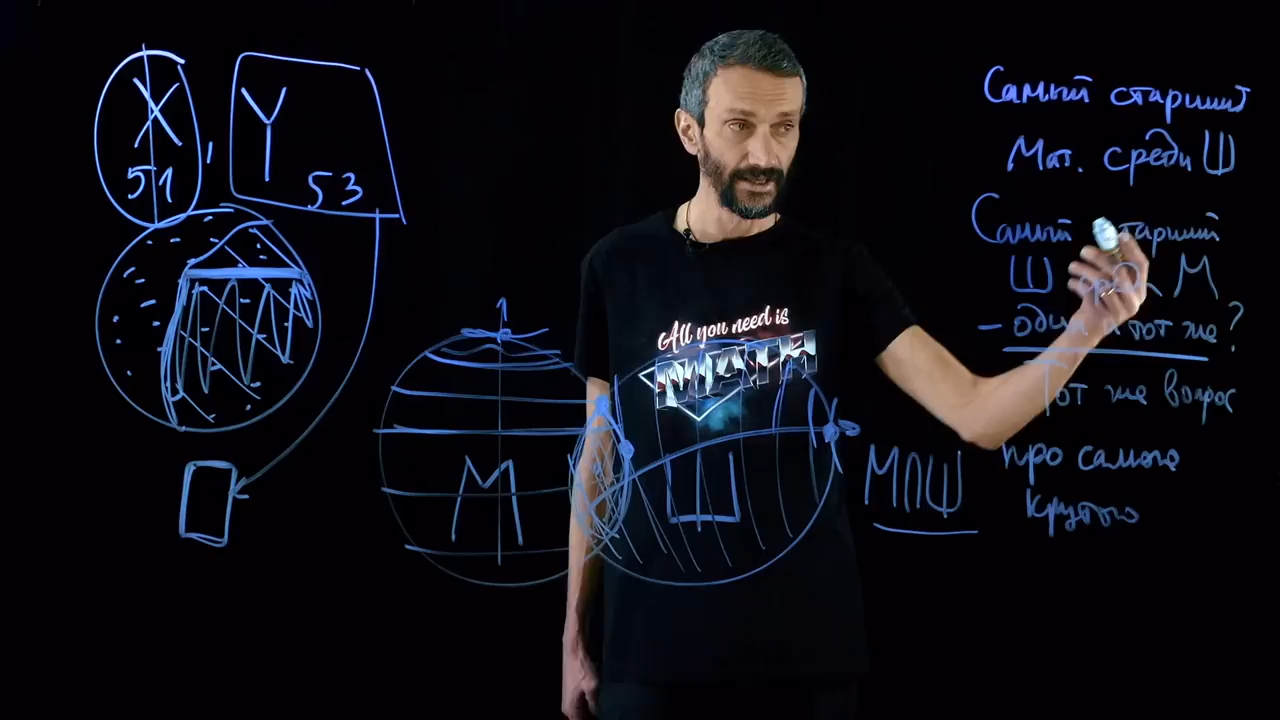 X
51
,
Y
53
М
Ш
МПШ
All you need is
MATH
Самый старший
Мат. среди Ш
Самый старший
Ш М
- один и тот же?
Тот же вопрос
про самого
крутого